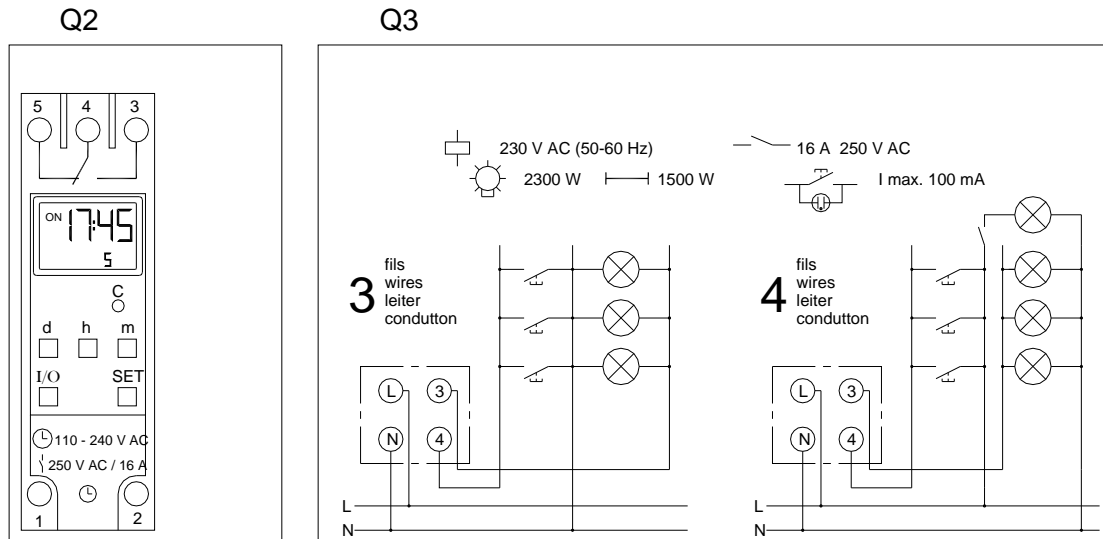 Q2
Q3
5 4 3
ON 17:45
5
C
d h m
I/O SET
110 - 240 V AC
250 V AC / 16 A
1 2
230 V AC (50-60 Hz)
16 A 250 V AC
2300 W
1500 W
I max. 100 mA
3
fils
wires
leiter
condutton
L 3
N 4
L
N
4
fils
wires
leiter
condutton
L 3
N 4
L
N